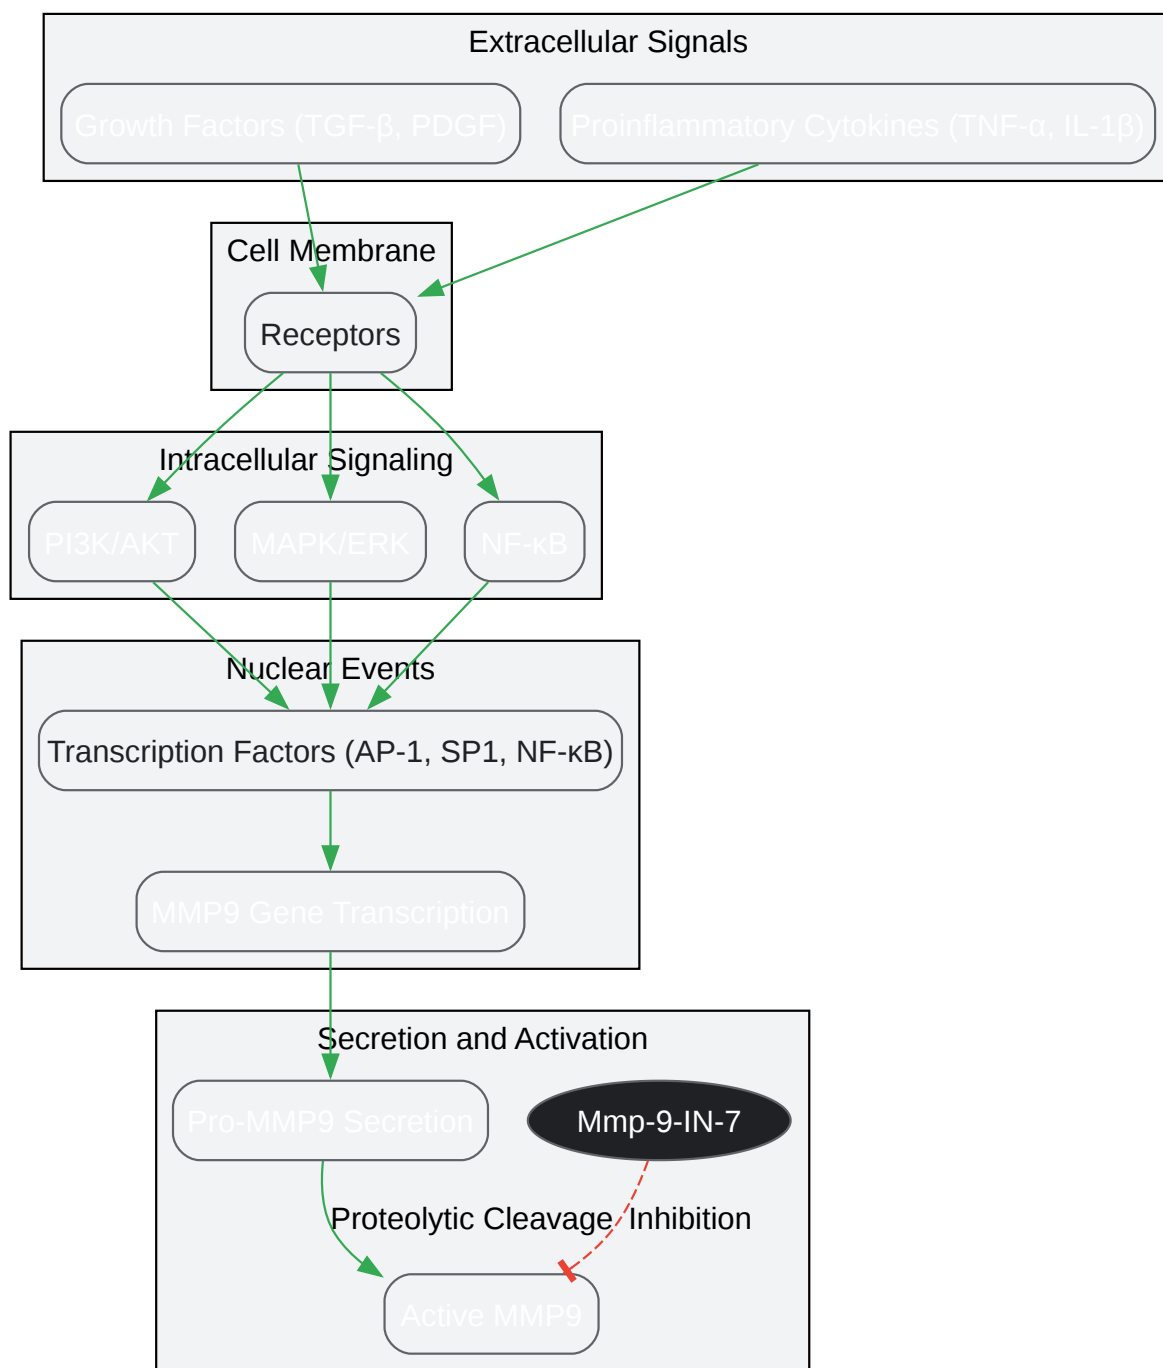 Extracellular Signals
Growth Factors (TGF-β, PDGF)
Proinflammatory Cytokines (TNF-α, IL-1β)
Cell Membrane
Receptors
Intracellular Signaling
PI3K/AKT
MAPK/ERK
NF-κB
Nuclear Events
Transcription Factors (AP-1, SP1, NF-κB)
MMP9 Gene Transcription
Secretion and Activation
Pro-MMP9 Secretion
Mmp-9-IN-7
Proteolytic Cleavage
Inhibition
Active MMP9